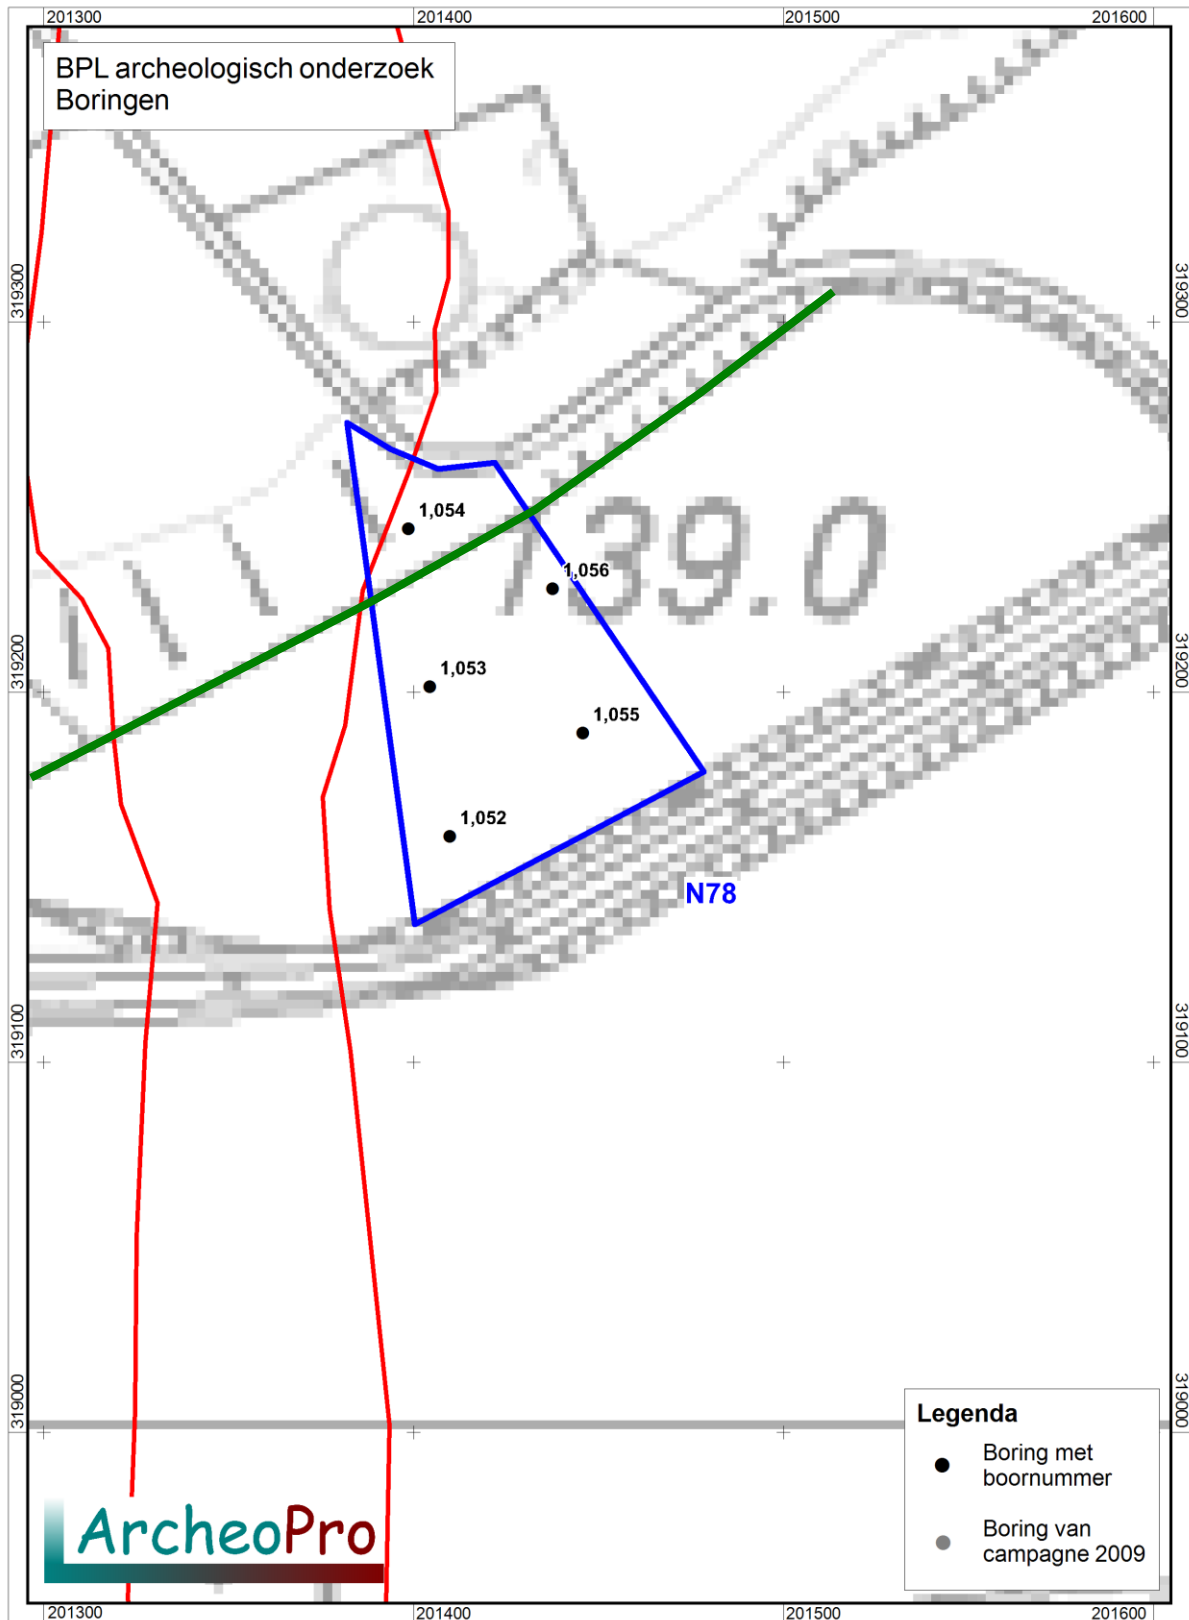 201300
201400
201500
201600
BPL archeologisch onderzoek
Boringen
319300
319300
1,054
139.0
1,056
319200
319200
1,053
1,055
1,052
N78
319100
319100
319000
319000
Legenda
Boring met
boornummer
Boring van
campagne 2009
ArcheoPro
201300
201400
201500
201600